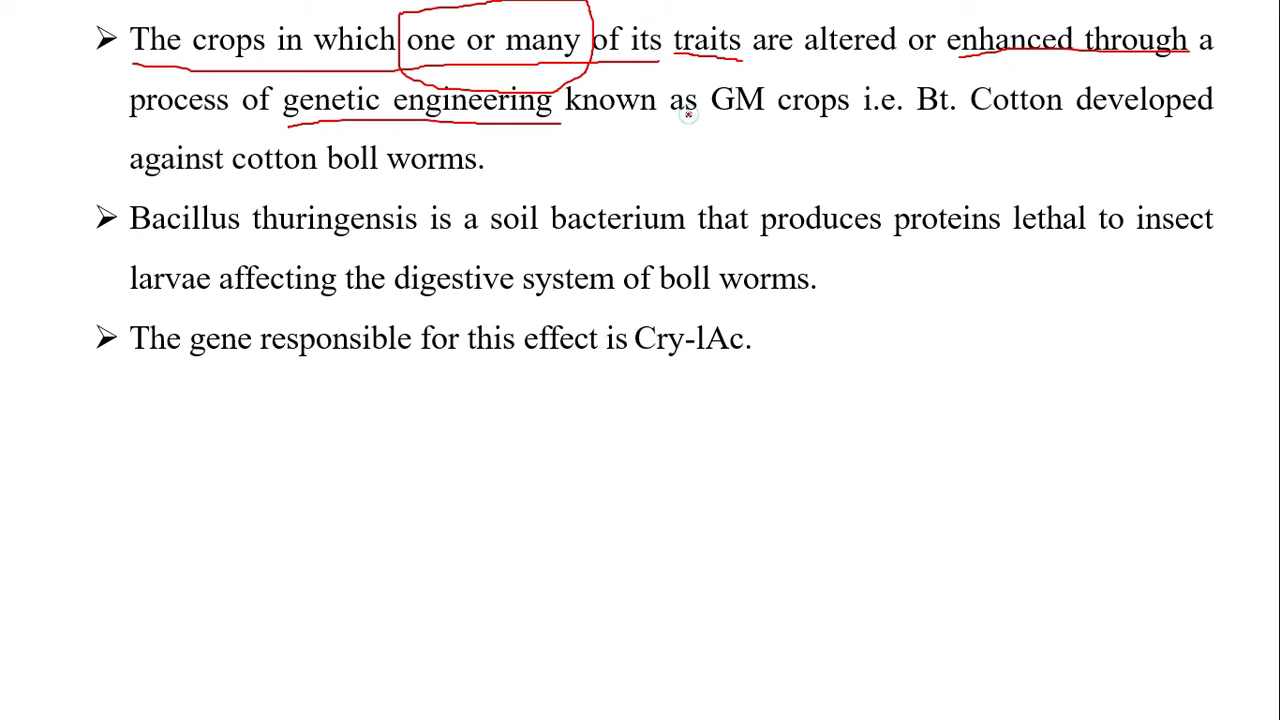 ➢ The crops in which one or many of its traits are altered or enhanced through a
process of genetic engineering known as GM crops i.e. Bt. Cotton developed
against cotton boll worms.
➢ Bacillus thuringensis is a soil bacterium that produces proteins lethal to insect
larvae affecting the digestive system of boll worms.
➢ The gene responsible for this effect is Cry-lAc.